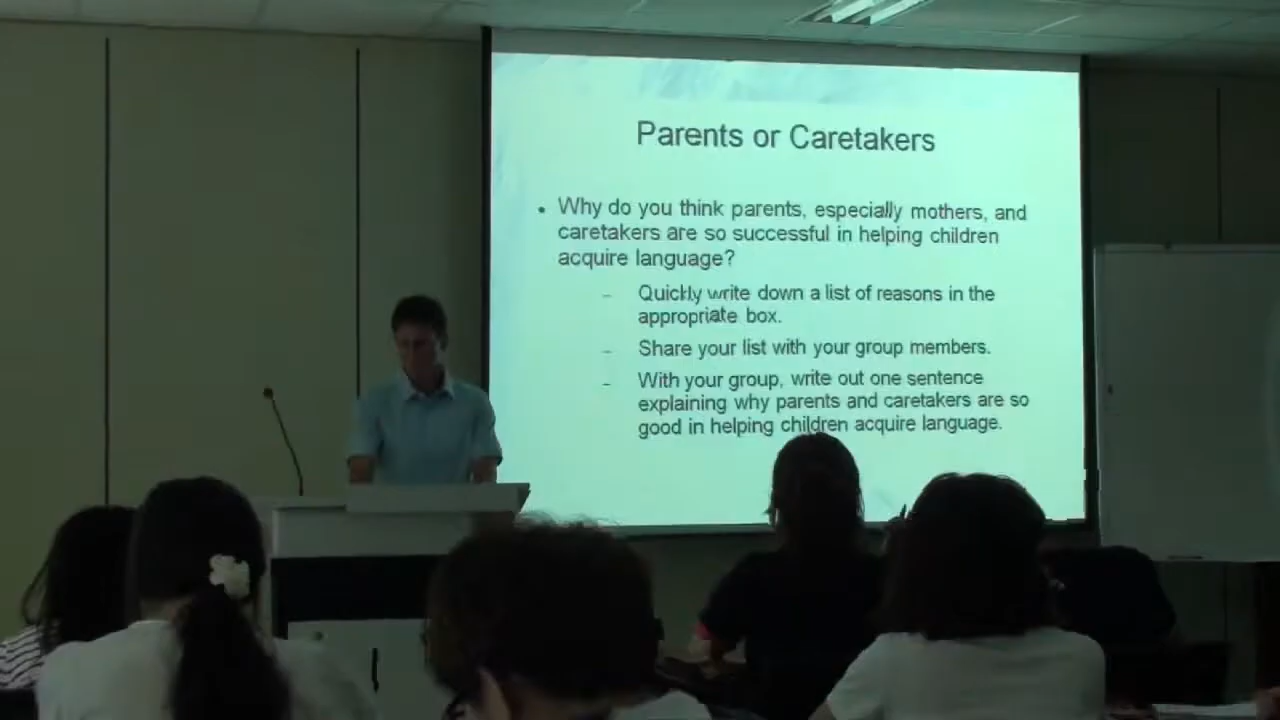 Parents or Caretakers
• Why do you think parents, especially mothers, and
caretakers are so successful in helping children
acquire language?
– Quickly write down a list of reasons in the
appropriate box.
– Share your list with your group members.
– With your group, write out one sentence
explaining why parents and caretakers are so
good in helping children acquire language.